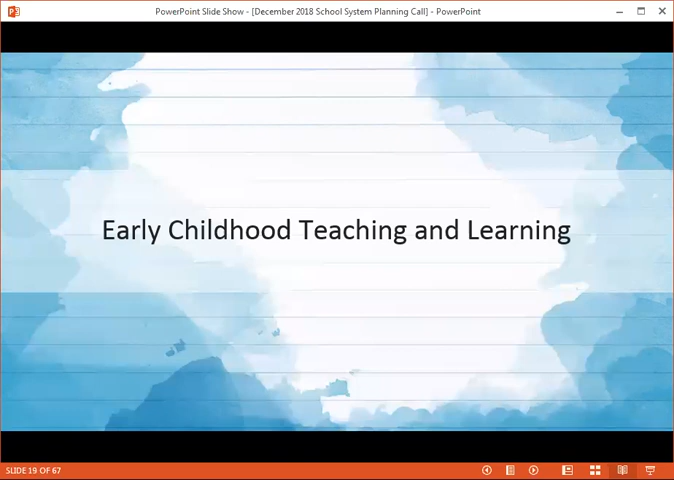 PowerPoint Slide Show - [December 2018 School System Planning Call] - PowerPoint
Early Childhood Teaching and Learning
SLIDE 19 OF 67